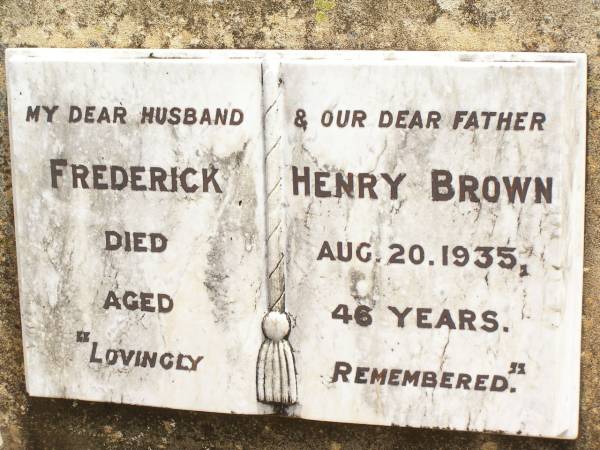 MY DEAR HUSBAND & OUR DEAR FATHER
FREDERICK HENRY BROWN
DIED AUG. 20. 1935,
AGED 46 YEARS.
"LOVINGLY REMEMBERED."